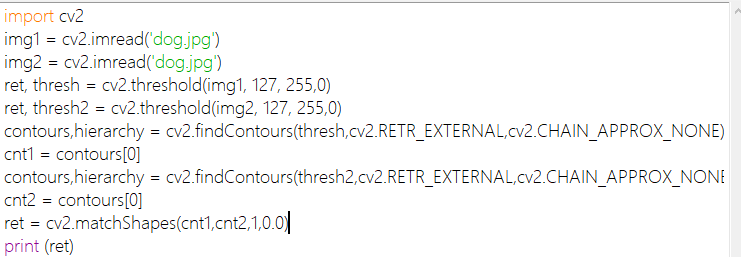 import cv2
img1 = cv2.imread('dog.jpg')
img2 = cv2.imread('dog.jpg')
ret, thresh = cv2.threshold(img1, 127, 255,0)
ret, thresh2 = cv2.threshold(img2, 127, 255,0)
contours,hierarchy = cv2.findContours(thresh,cv2.RETR_EXTERNAL,cv2.CHAIN_APPROX_NONE)
cnt1 = contours[0]
contours,hierarchy = cv2.findContours(thresh2,cv2.RETR_EXTERNAL,cv2.CHAIN_APPROX_NONE
cnt2 = contours[0]
ret = cv2.matchShapes(cnt1,cnt2,1,0.0)
print (ret)